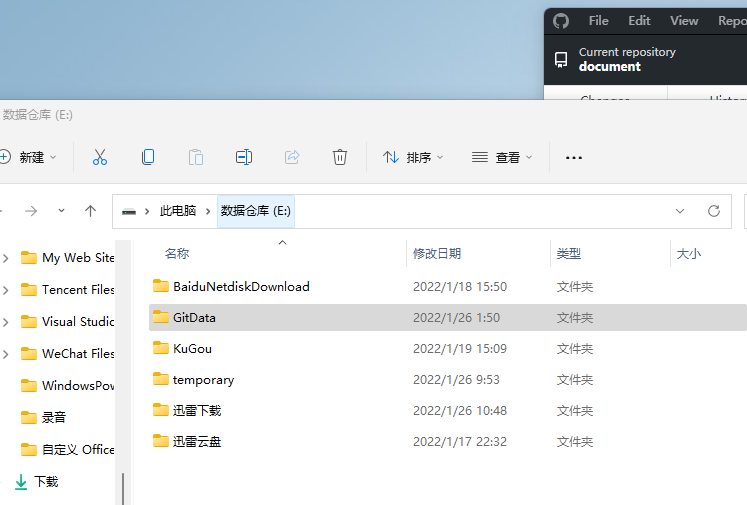 File Edit View Repo
Current repository
document
数据仓库 (E:)
新建 排序 查看
此电脑 数据仓库 (E:)
名称 修改日期 类型 大小
My Web Site
Tencent Files
Visual Studio
WeChat Files
WindowsPow
录音
自定义 Office
下载
BaiduNetdiskDownload 2022/1/18 15:50 文件夹
GitData 2022/1/26 1:50 文件夹
KuGou 2022/1/19 15:09 文件夹
temporary 2022/1/26 9:53 文件夹
迅雷下载 2022/1/26 10:48 文件夹
迅雷云盘 2022/1/17 22:32 文件夹